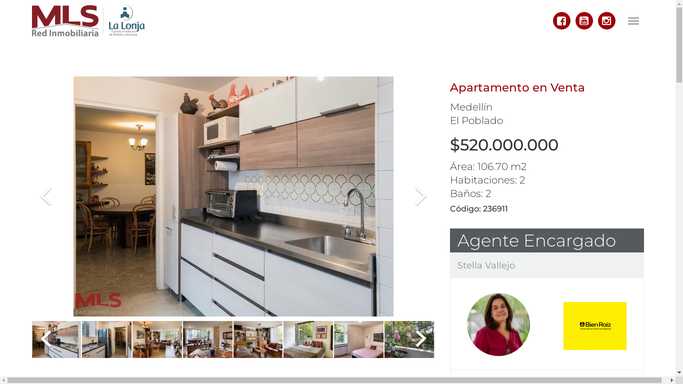 MLS
Red Inmobiliaria
La Lonja
Apartamento en Venta
Medellín
El Poblado
$520.000.000
Área: 106.70 m2
Habitaciones: 2
Baños: 2
Código: 236911
Agente Encargado
Stella Vallejo
Bien Raíz
MLS